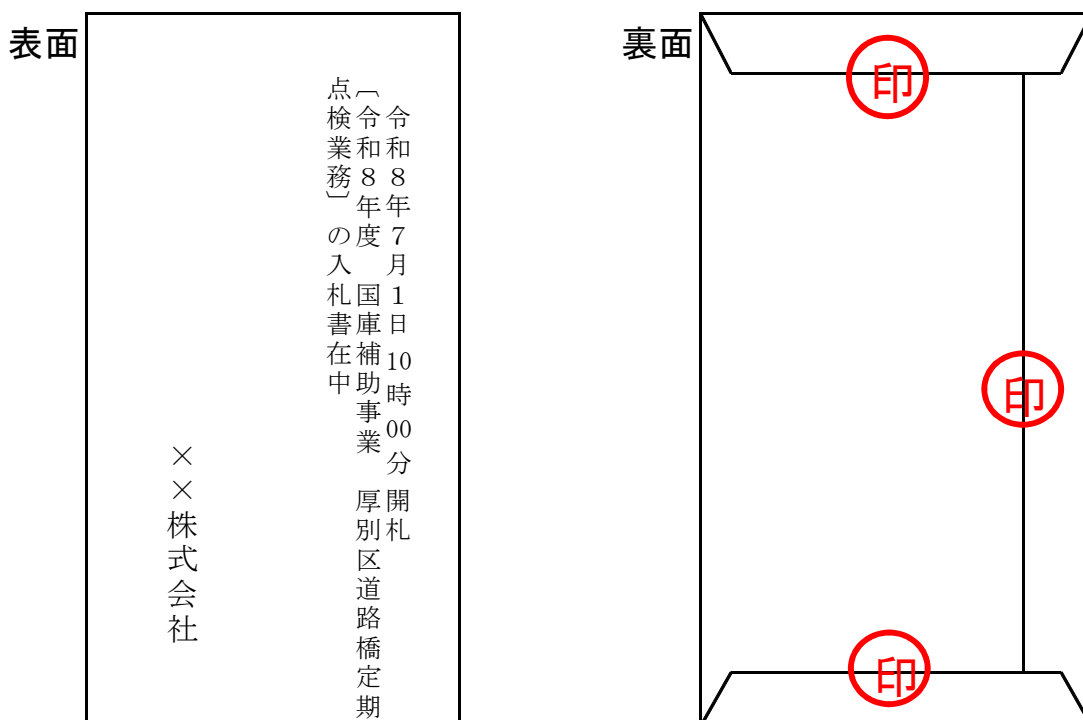 表面
令和８年７月１日10時00分開札
〔令和８年度　国庫補助事業　厚別区道路橋定期
点検業務〕の入札書在中
××株式会社
裏面
印
印
印